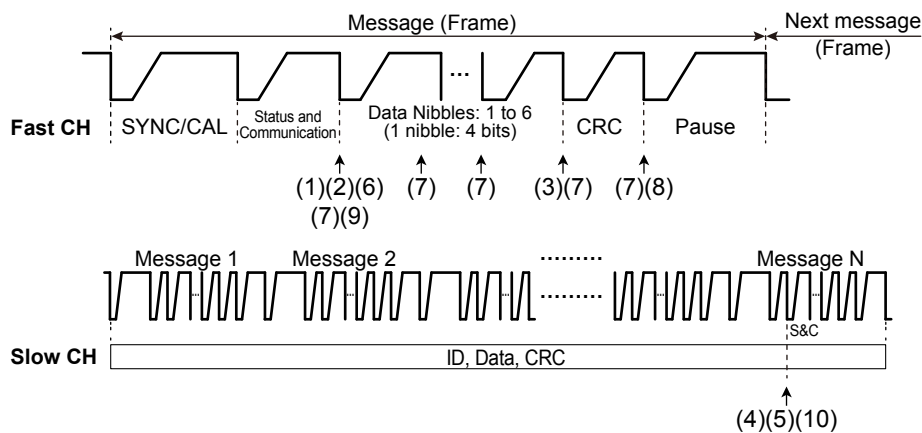 Message (Frame)
Next message
(Frame)
...
Fast CH
SYNC/CAL
Status and
Communication
Data Nibbles: 1 to 6
(1 nibble: 4 bits)
CRC
Pause
(1)(2)(6)
(7)(9)
(7)
(7)
(3)(7)
(7)(8)
Message 1
Message 2
Message N
S&C
Slow CH
ID, Data, CRC
(4)(5)(10)